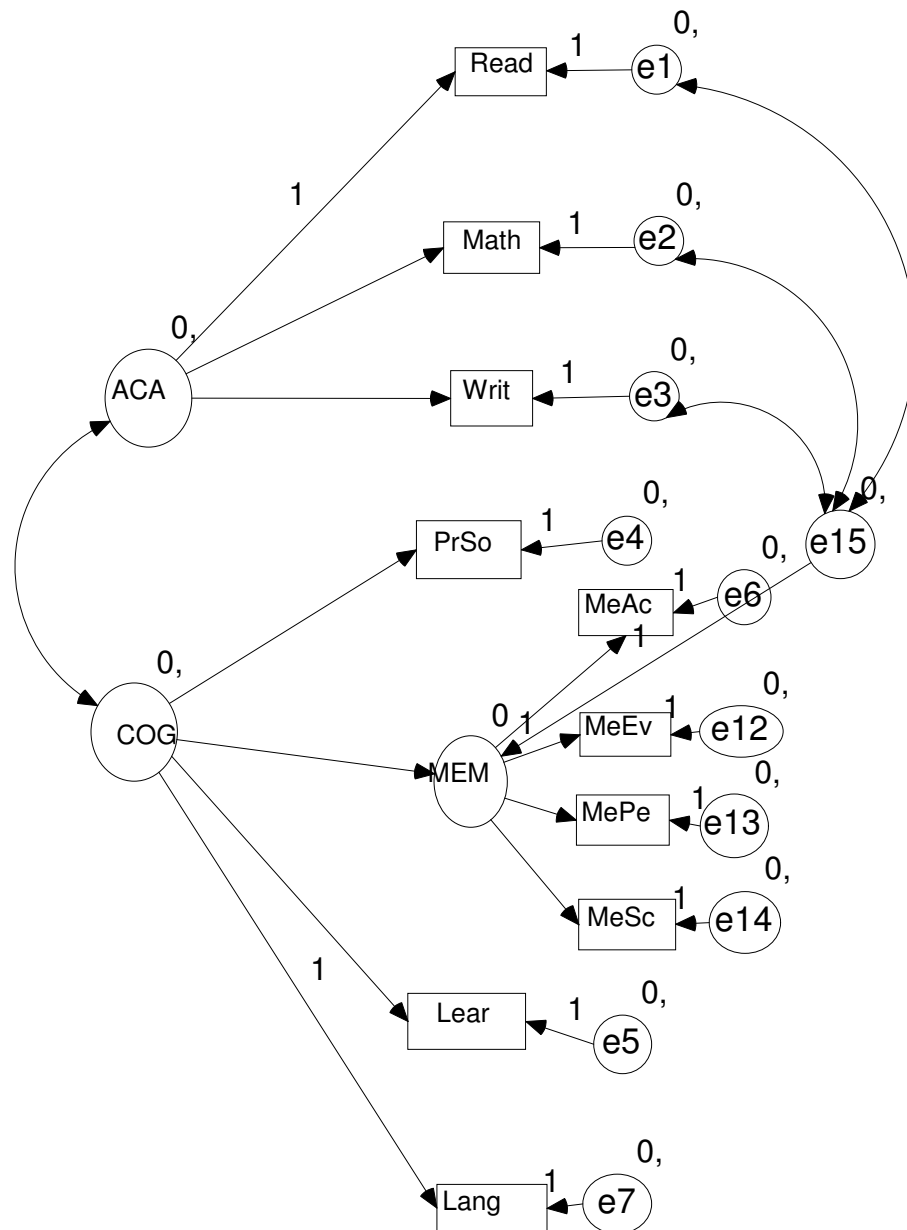 0,
Read
1
e1
1
0,
Math
1
e2
0,
0,
ACA
Writ
1
e3
0,
PrSo
1
e4
0,
e15
0,
MeAc
1
e6
1
0,
COG
0
MEM
1
MeEv
1
e12
0,
MePe
1
e13
0,
MeSc
1
e14
1
0,
Lear
1
e5
0,
Lang
1
e7